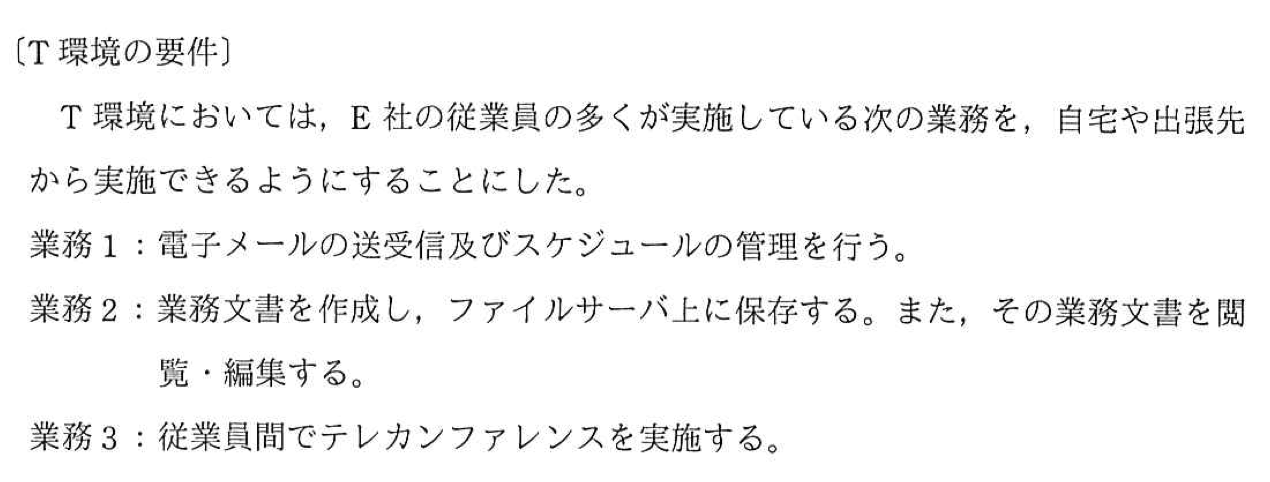 〔T 環境の要件〕
T 環境においては，E 社の従業員の多くが実施している次の業務を，自宅や出張先
から実施できるようにすることにした。
業務 1：電子メールの送受信及びスケジュールの管理を行う。
業務 2：業務文書を作成し，ファイルサーバ上に保存する。また，その業務文書を閲
覧・編集する。
業務 3：従業員間でテレカンファレンスを実施する。